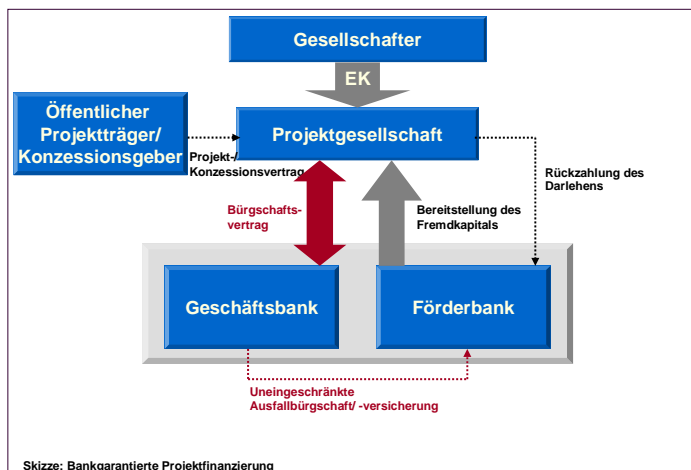 Gesellschafter
EK
Öffentlicher
Projektträger/
Konzessionsgeber
Projektgesellschaft
Projekt-/
Konzessionsvertrag
Rückzahlung des
Darlehens
Bürgschafts-
vertrag
Bereitstellung des
Fremdkapitals
Geschäftsbank
Förderbank
Uneingeschränkte
Ausfallbürgschaft/ -versicherung
Skizze: Bankgarantierte Projektfinanzierung